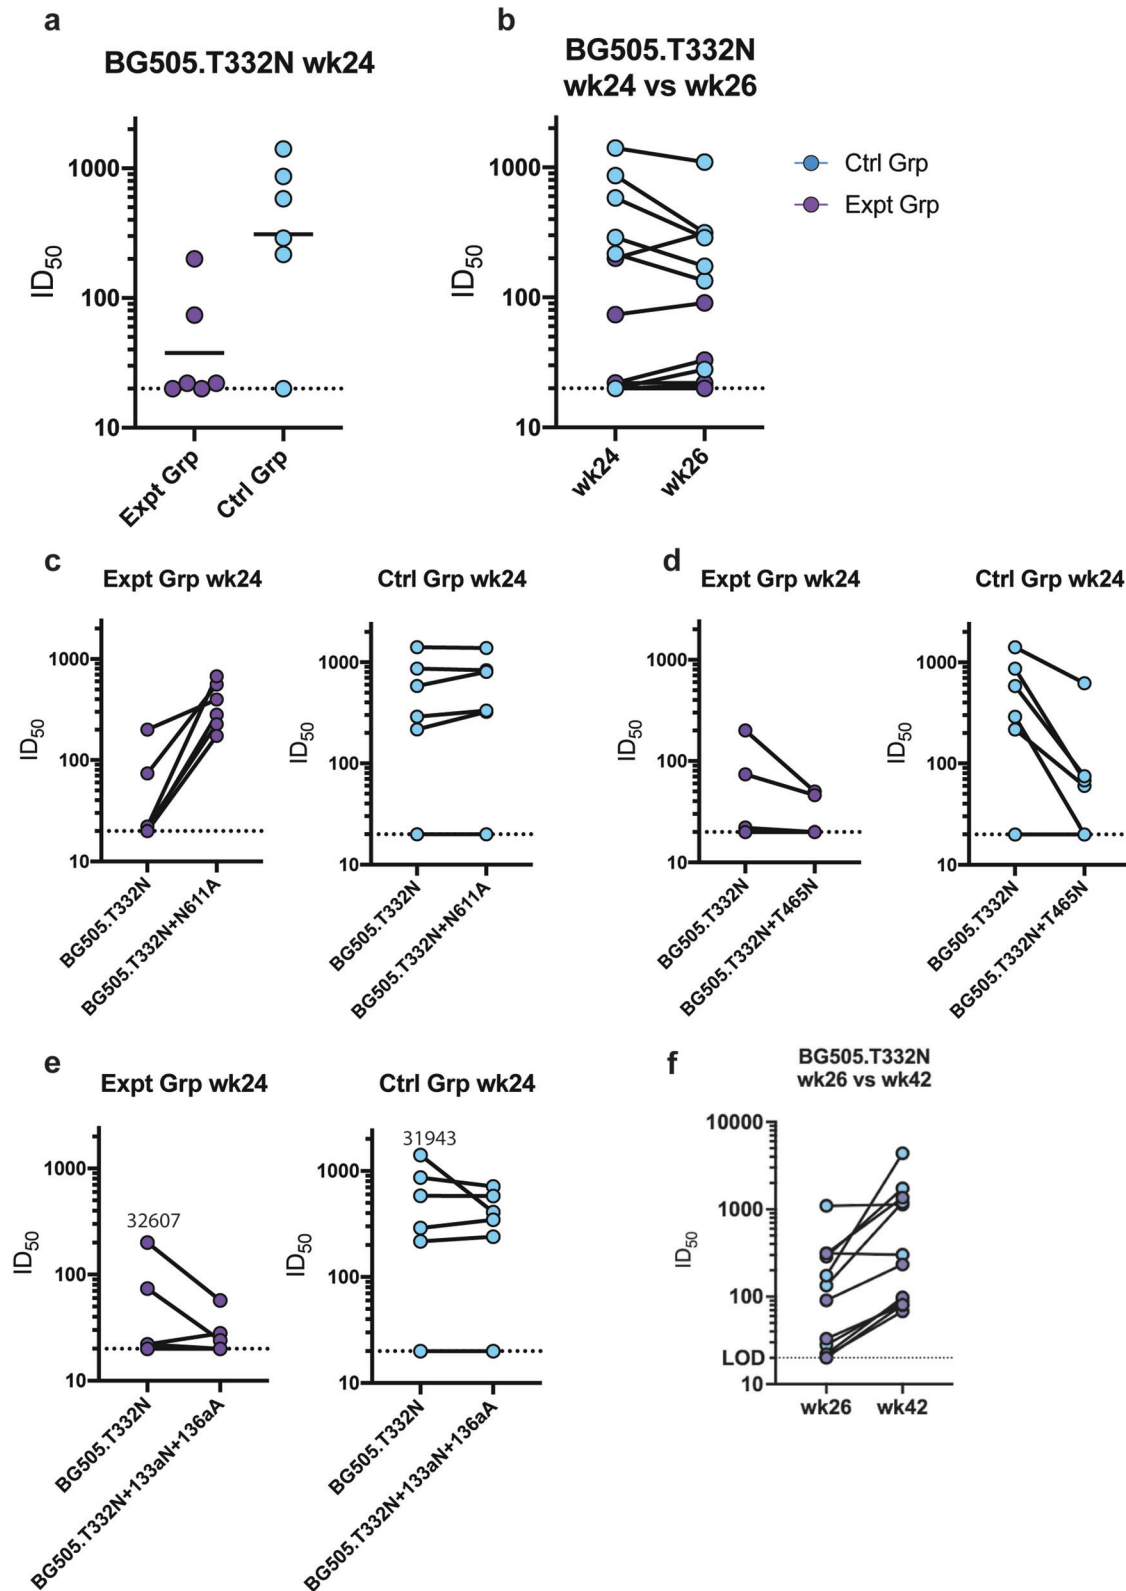 a
BG505.T332N wk24
ID50
1000
100
10
Expt Grp
Ctrl Grp
b
BG505.T332N
wk24 vs wk26
ID50
1000
100
10
wk24
wk26
Ctrl Grp
Expt Grp
c
Expt Grp wk24
ID50
1000
100
10
BG505.T332N
BG505.T332N+N611A
Ctrl Grp wk24
ID50
1000
100
10
BG505.T332N
BG505.T332N+N611A
d
Expt Grp wk24
ID50
1000
100
10
BG505.T332N
BG505.T332N+T465N
Ctrl Grp wk24
ID50
1000
100
10
BG505.T332N
BG505.T332N+T465N
e
Expt Grp wk24
ID50
1000
100
10
32607
BG505.T332N
BG505.T332N+133aN+136aA
Ctrl Grp wk24
ID50
1000
100
10
31943
BG505.T332N
BG505.T332N+133aN+136aA
f
BG505.T332N
wk26 vs wk42
ID50
10000
1000
100
LOD
10
wk26
wk42